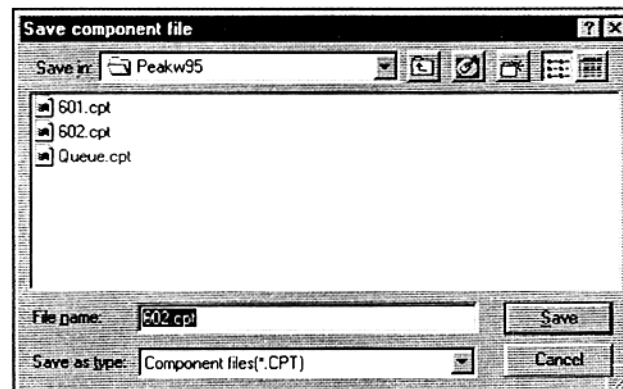 Save component file
Save in: Peakw95
601.cpt
602.cpt
Queue.cpt
File name: 602.cpt Save
Save as type: Component files(*.CPT) Cancel